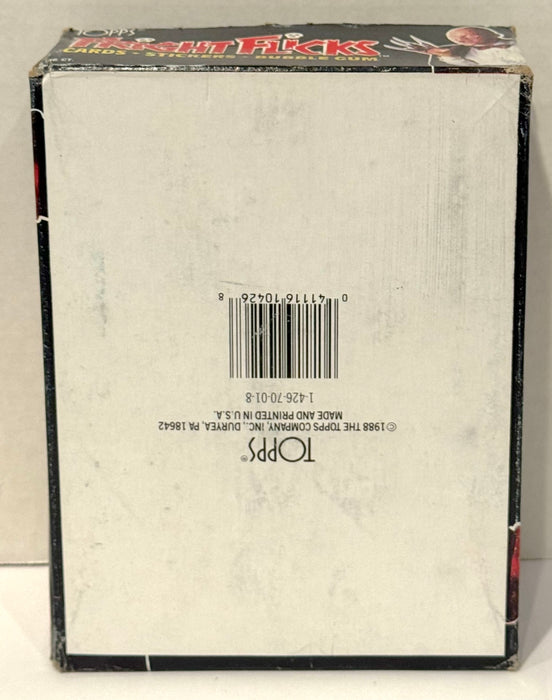 TOPPS
FRIGHT FLICKS™
CARDS • STICKERS • BUBBLE GUM
TOPPS®
©1988 THE TOPPS COMPANY, INC., DURYEA, PA 18642
MADE AND PRINTED IN U.S.A.
1-426-70-01-8
0 41116 10426 8